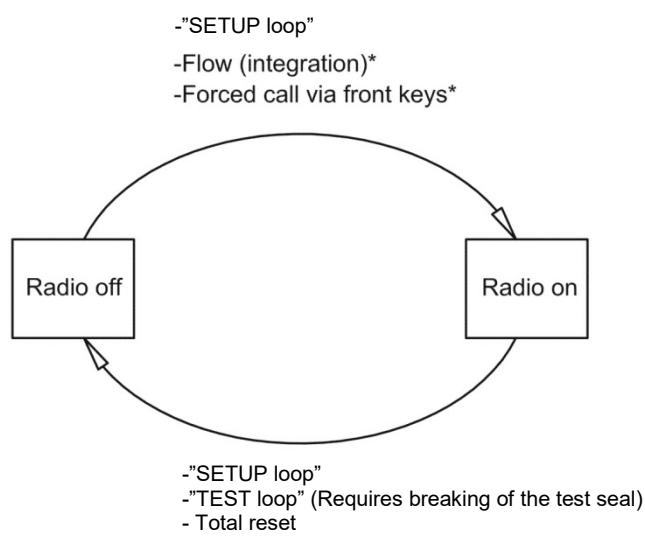 -”SETUP loop”
-Flow (integration)*
-Forced call via front keys*
Radio off
Radio on
-”SETUP loop”
-”TEST loop” (Requires breaking of the test seal)
- Total reset